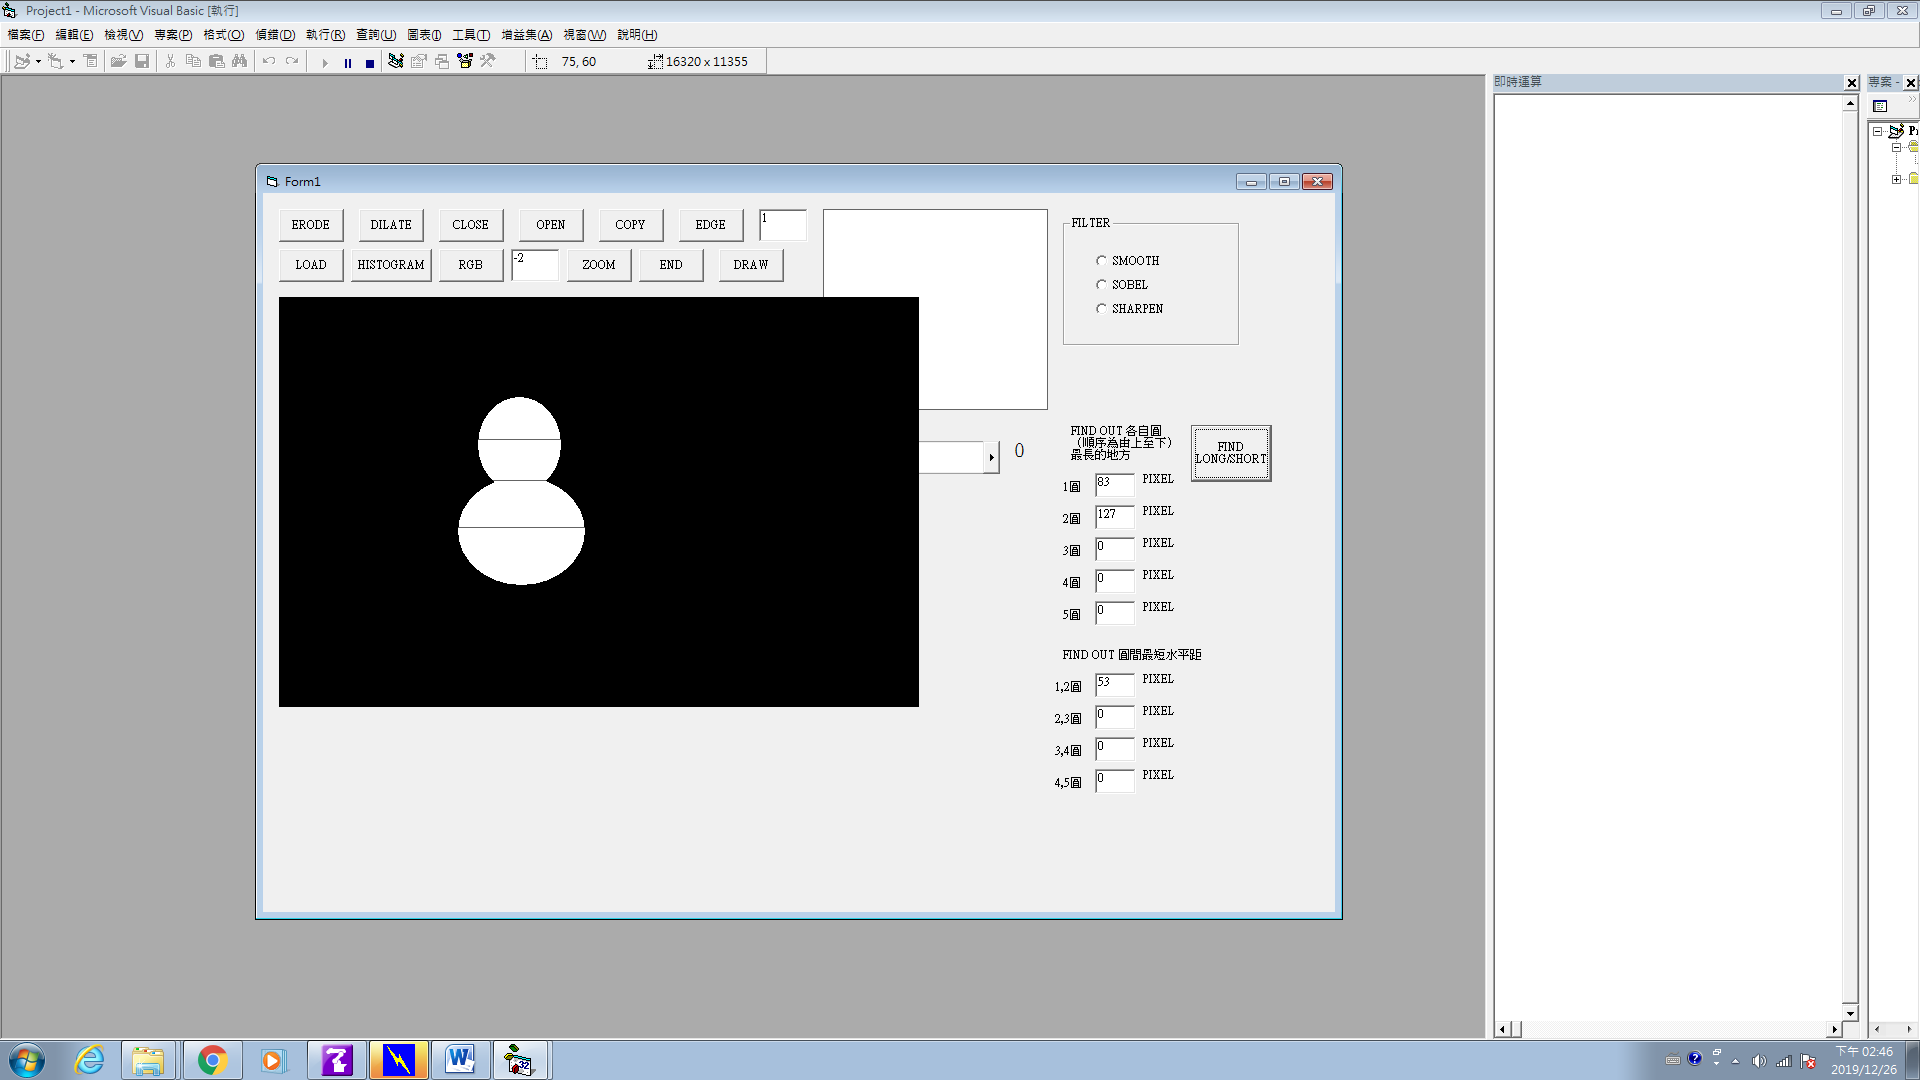 Project1 - Microsoft Visual Basic [執行]
檔案(F) 編輯(E) 檢視(V) 專案(P) 格式(O) 偵錯(D) 執行(R) 查詢(U) 圖表(I) 工具(T) 增益集(A) 視窗(W) 說明(H)
75, 60 16320 x 11355
即時運算
專案 -
Form1
ERODE DILATE CLOSE OPEN COPY EDGE 1
LOAD HISTOGRAM RGB -2 ZOOM END DRAW
FILTER
SMOOTH
SOBEL
SHARPEN
0
FIND OUT 各自圓
（順序為由上至下）
最長的地方
FIND
LONG/SHORT
1圓 83 PIXEL
2圓 127 PIXEL
3圓 0 PIXEL
4圓 0 PIXEL
5圓 0 PIXEL
FIND OUT 圓間最短水平距
1,2圓 53 PIXEL
2,3圓 0 PIXEL
3,4圓 0 PIXEL
4,5圓 0 PIXEL
下午 02:46
2019/12/26